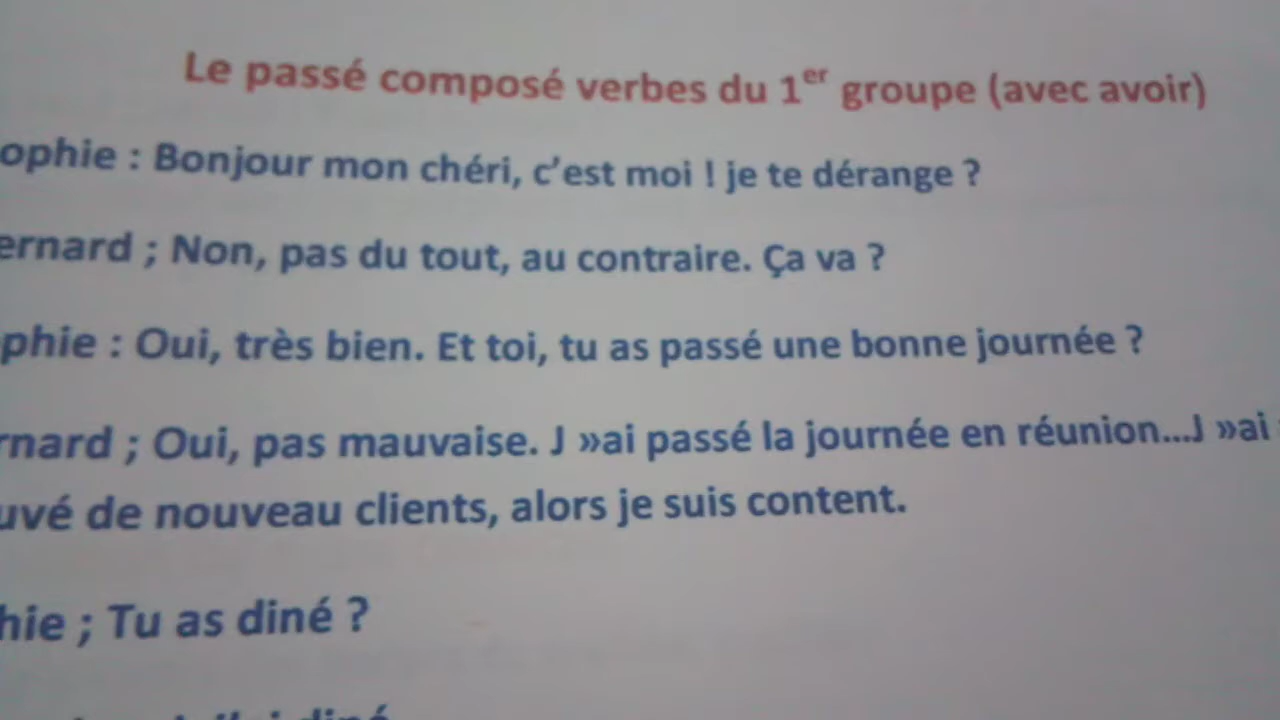 Le passé composé verbes du 1er groupe (avec avoir)
ophie : Bonjour mon chéri, c'est moi ! je te dérange ?
ernard ; Non, pas du tout, au contraire. Ça va ?
phie : Oui, très bien. Et toi, tu as passé une bonne journée ?
rnard ; Oui, pas mauvaise. J »ai passé la journée en réunion...J »ai
uvé de nouveau clients, alors je suis content.
hie ; Tu as diné ?
diné